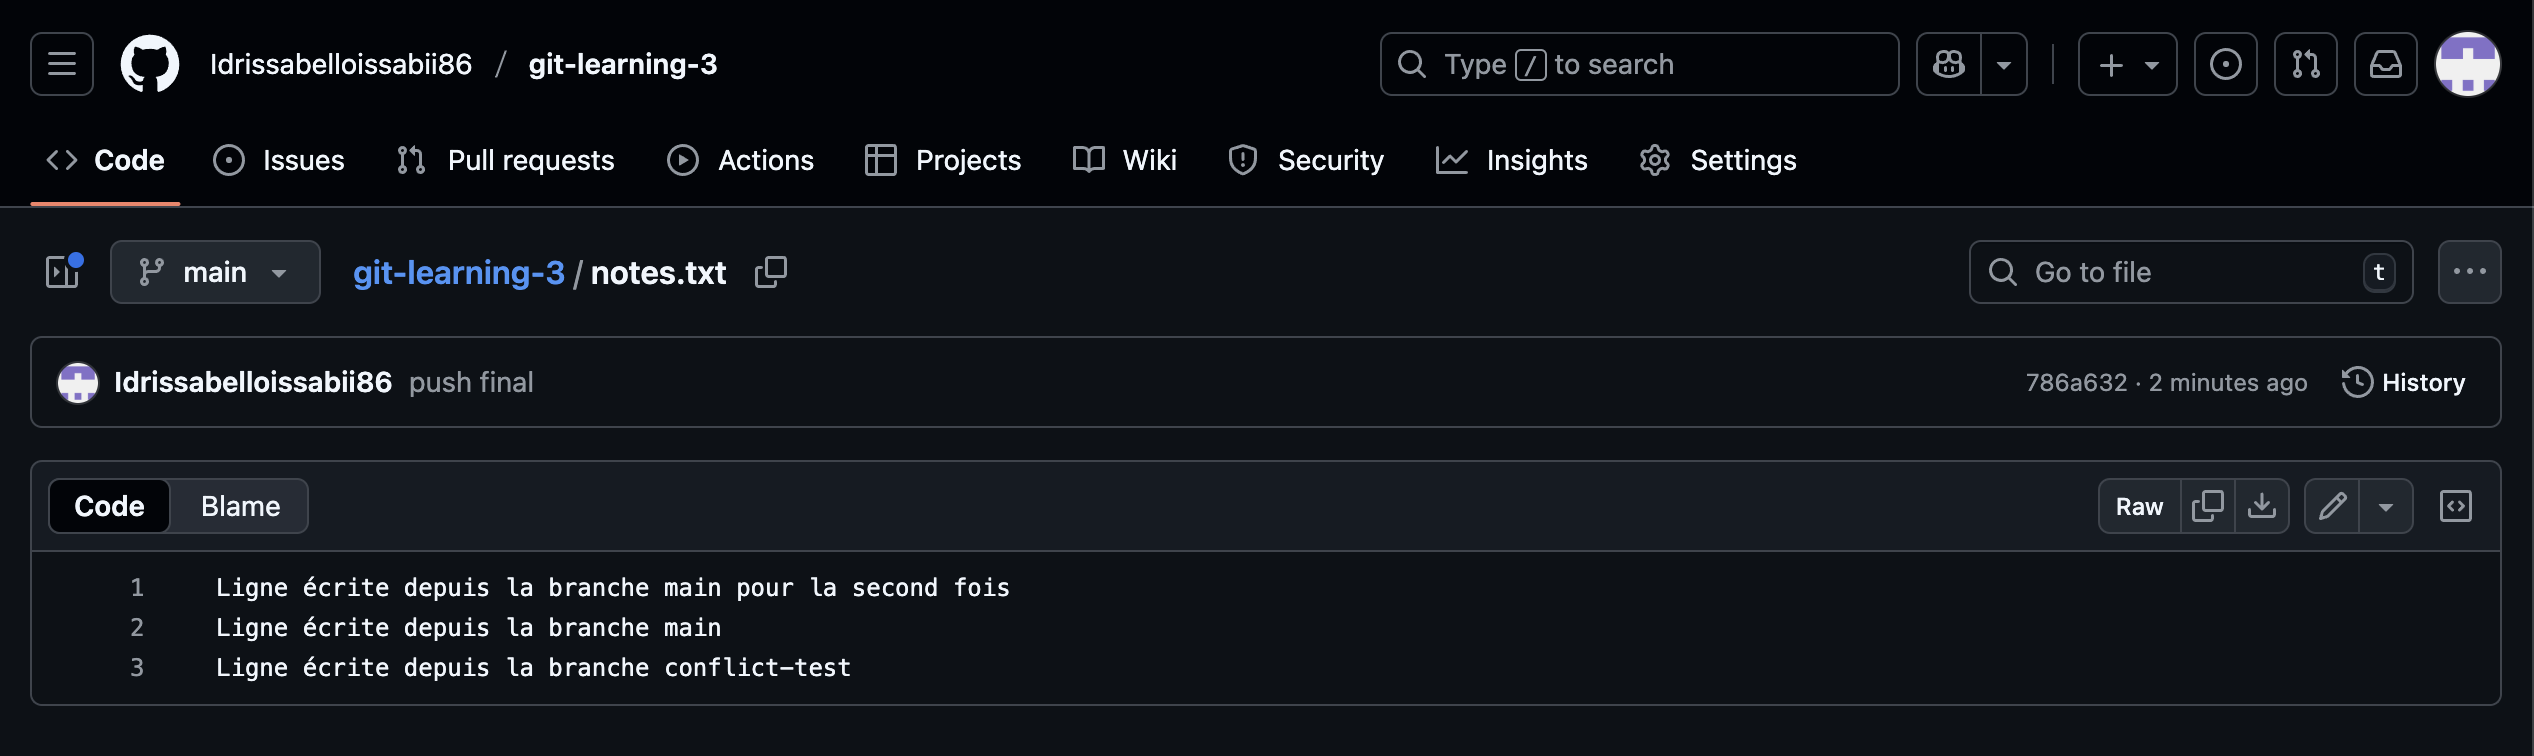 Idrissabelloissabii86 / git-learning-3
Type / to search
Code Issues Pull requests Actions Projects Wiki Security Insights Settings
main git-learning-3 / notes.txt
Go to file t
Idrissabelloissabii86 push final
786a632 · 2 minutes ago History
Code Blame
Raw
1 Ligne écrite depuis la branche main pour la second fois
2 Ligne écrite depuis la branche main
3 Ligne écrite depuis la branche conflict-test